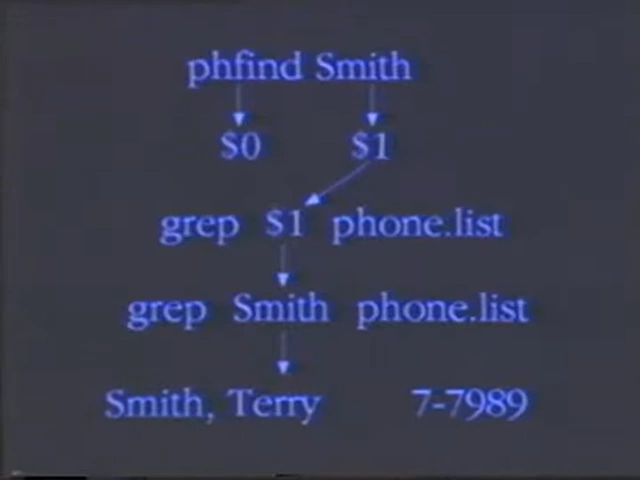 phfind Smith
$0 $1
grep $1 phone.list
grep Smith phone.list
Smith, Terry 7-7989